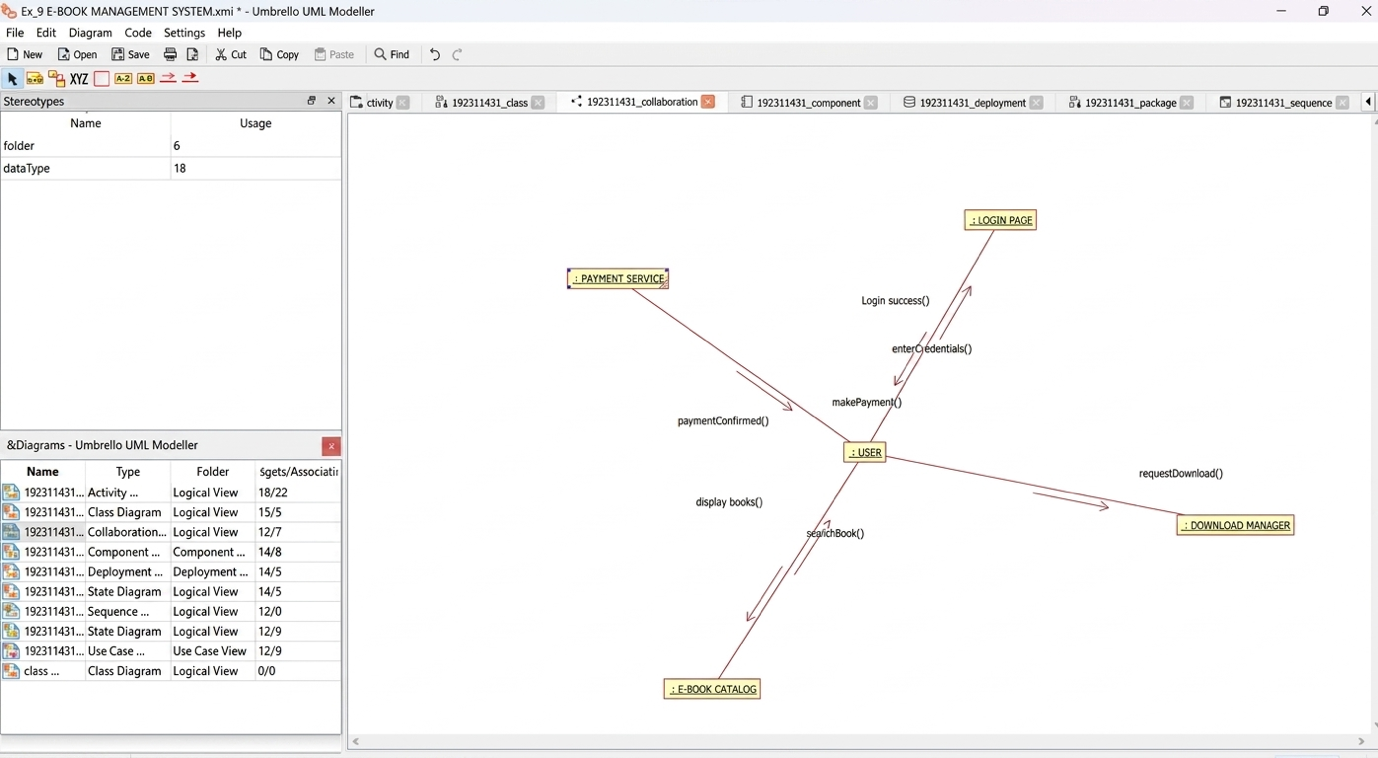 Ex_9 E-BOOK MANAGEMENT SYSTEM.xmi * - Umbrello UML Modeller
File Edit Diagram Code Settings Help
New Open Save Cut Copy Paste Find
XYZ A-Z A-B
Stereotypes
Name Usage
folder 6
dataType 18
ctivity 192311431_class 192311431_collaboration 192311431_component 192311431_deployment 192311431_package 192311431_sequence
: LOGIN PAGE
: PAYMENT SERVICE
Login success()
enterCredentials()
makePayment()
paymentConfirmed()
: USER
requestDownload()
display books()
: DOWNLOAD MANAGER
searchBook()
: E-BOOK CATALOG
&Diagrams - Umbrello UML Modeller
Name Type Folder
192311431... Activity ... Logical View 18/22
192311431... Class Diagram Logical View 15/5
192311431... Collaboration... Logical View 12/7
192311431... Component ... Component ... 14/8
192311431... Deployment ... Deployment ... 14/5
192311431... State Diagram Logical View 14/5
192311431... Sequence ... Logical View 12/0
192311431... State Diagram Logical View 12/9
192311431... Use Case ... Use Case View 12/9
class ... Class Diagram Logical View 0/0